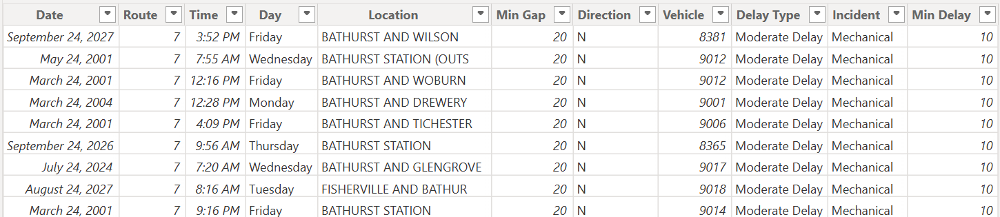 Date Route Time Day Location Min Gap Direction Vehicle Delay Type Incident Min Delay
September 24, 2027 7 3:52 PM Friday BATHURST AND WILSON 20 N 8381 Moderate Delay Mechanical 10
May 24, 2001 7 7:55 AM Wednesday BATHURST STATION (OUTS 20 N 9012 Moderate Delay Mechanical 10
March 24, 2001 7 12:16 PM Friday BATHURST AND WOBURN 20 N 9012 Moderate Delay Mechanical 10
March 24, 2004 7 12:28 PM Monday BATHURST AND DREWERY 20 N 9001 Moderate Delay Mechanical 10
March 24, 2001 7 4:09 PM Friday BATHURST AND TICHESTER 20 N 9006 Moderate Delay Mechanical 10
September 24, 2026 7 9:56 AM Thursday BATHURST STATION 20 N 8365 Moderate Delay Mechanical 10
July 24, 2024 7 7:20 AM Wednesday BATHURST AND GLENGROVE 20 N 9017 Moderate Delay Mechanical 10
August 24, 2027 7 8:16 AM Tuesday FISHERVILLE AND BATHUR 20 N 9018 Moderate Delay Mechanical 10
March 24, 2001 7 9:16 PM Friday BATHURST STATION 20 N 9014 Moderate Delay Mechanical 10